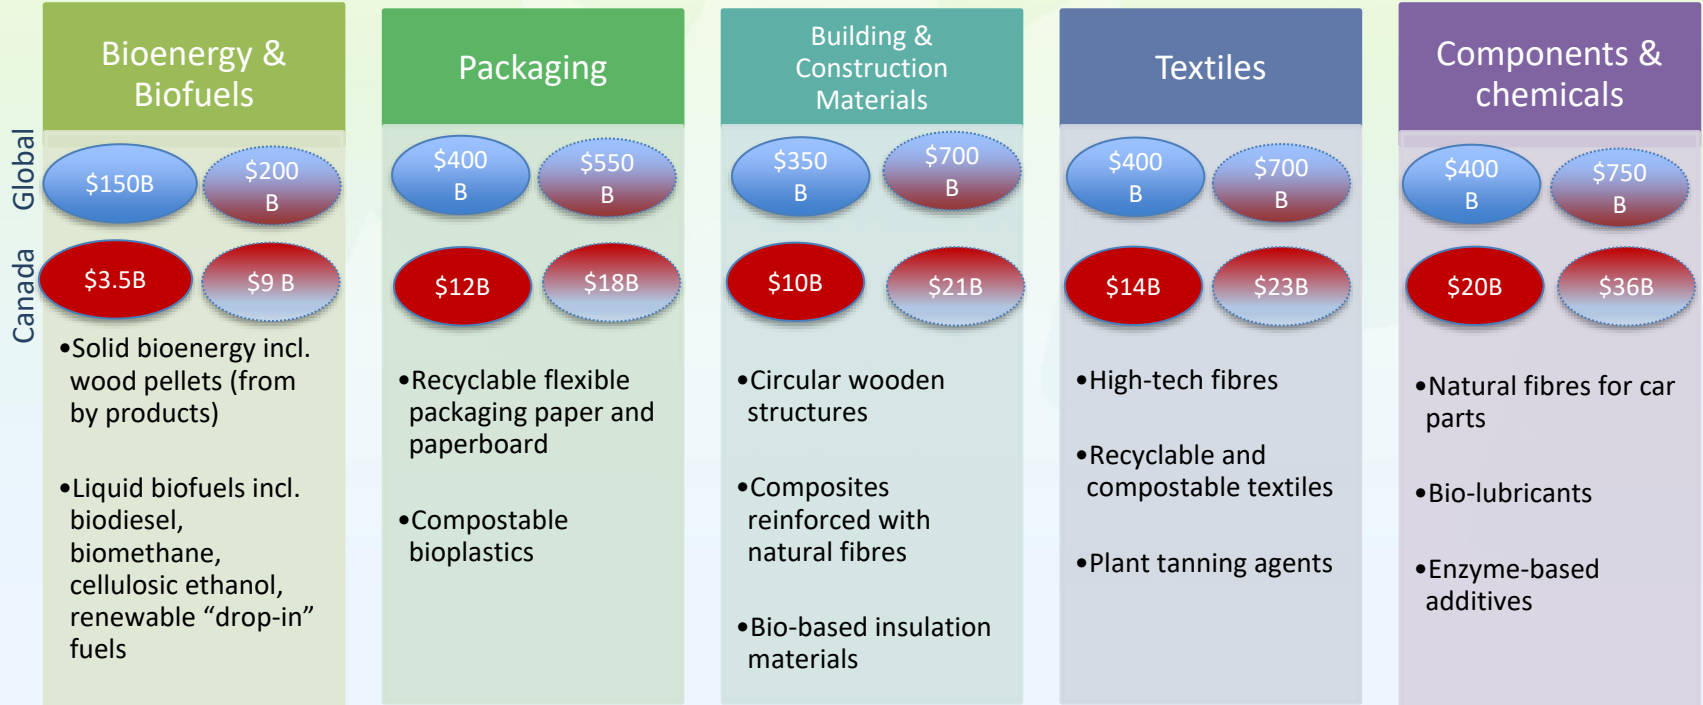 Bioenergy &
Biofuels
Packaging
Building &
Construction
Materials
Textiles
Components &
chemicals
Global
$150B
$200
B
$400
B
$550
B
$350
B
$700
B
$400
B
$700
B
$400
B
$750
B
Canada
$3.5B
$9 B
$12B
$18B
$10B
$21B
$14B
$23B
$20B
$36B
•Solid bioenergy incl.
wood pellets (from
by products)
•Liquid biofuels incl.
biodiesel,
biomethane,
cellulosic ethanol,
renewable “drop-in”
fuels
•Recyclable flexible
packaging paper and
paperboard
•Compostable
bioplastics
•Circular wooden
structures
•Composites
reinforced with
natural fibres
•Bio-based insulation
materials
•High-tech fibres
•Recyclable and
compostable textiles
•Plant tanning agents
•Natural fibres for car
parts
•Bio-lubricants
•Enzyme-based
additives